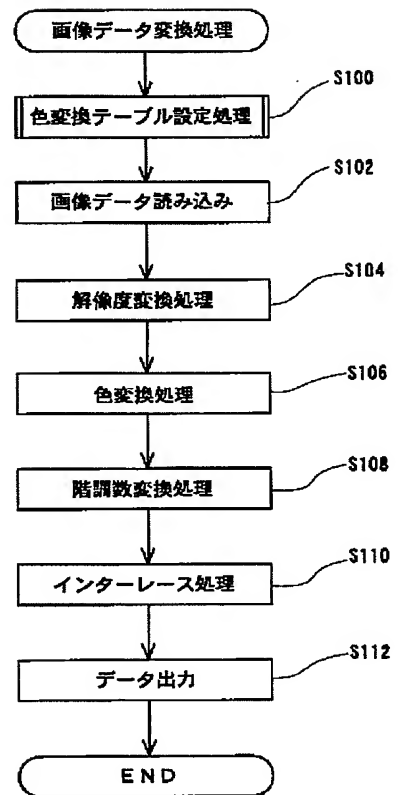 画像データ変換処理
S100
色変換テーブル設定処理
S102
画像データ読み込み
S104
解像度変換処理
S106
色変換処理
S108
階調数変換処理
S110
インターレース処理
S112
データ出力
END